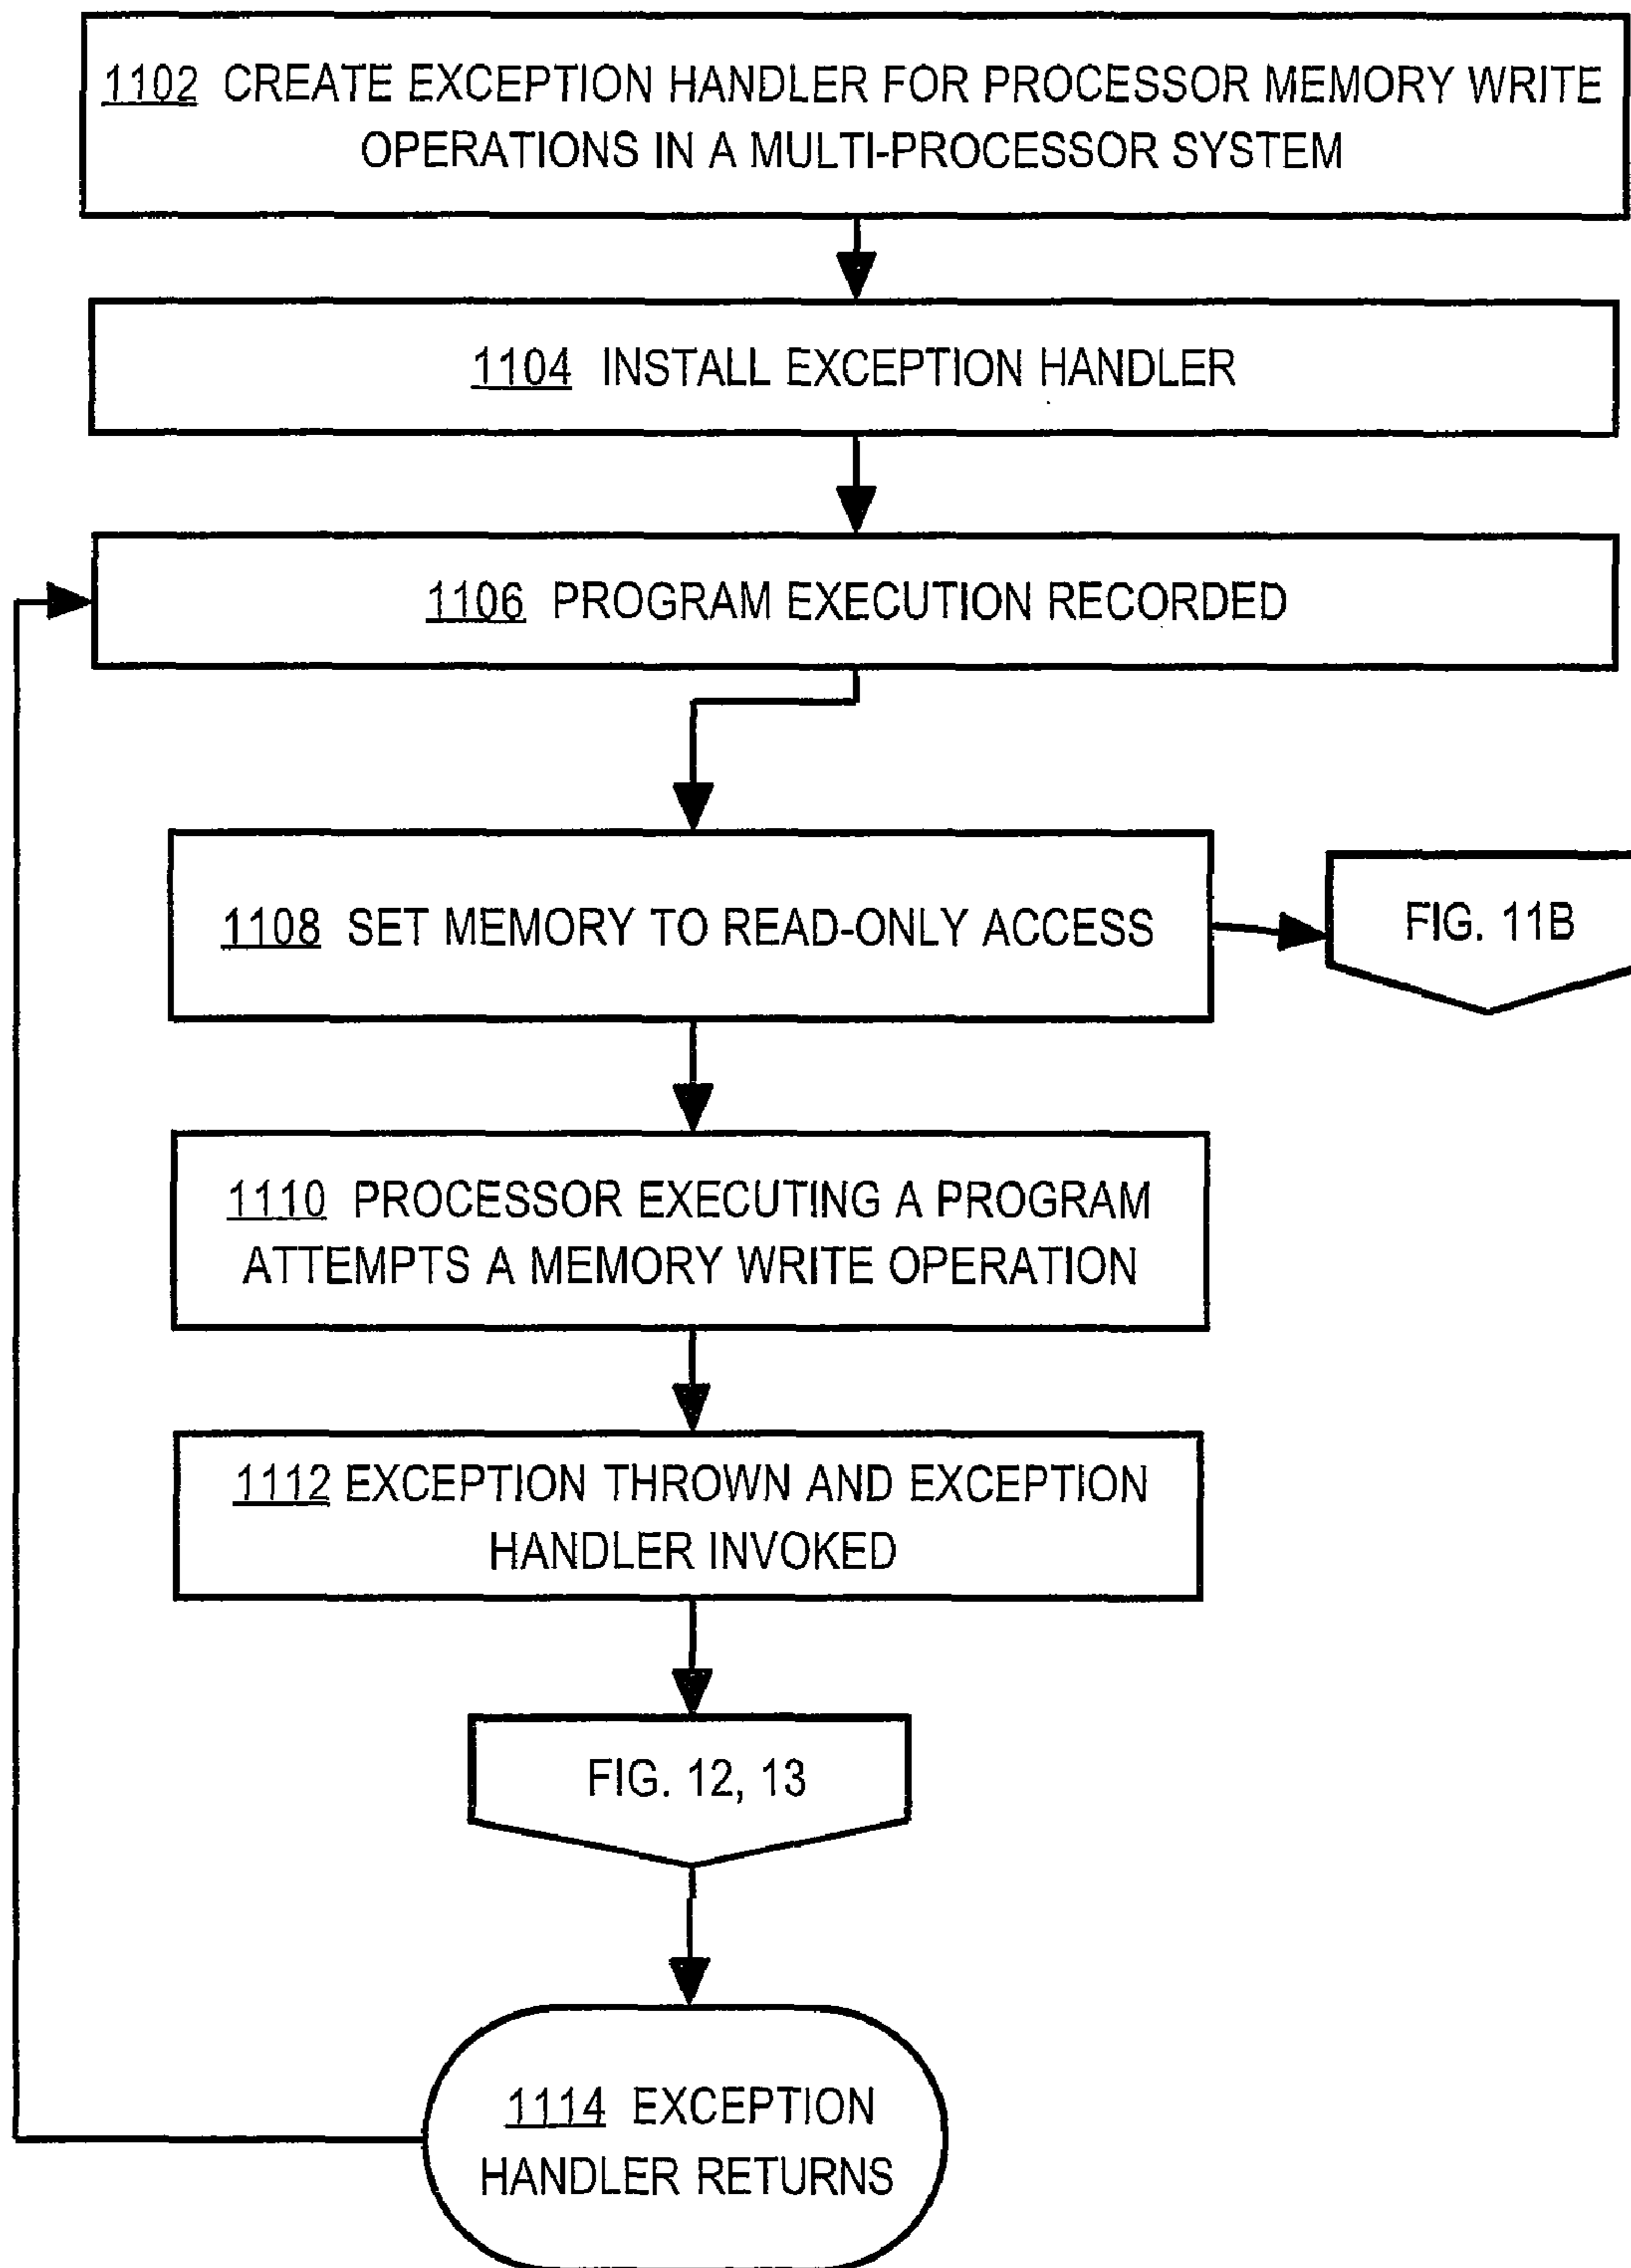 1102 CREATE EXCEPTION HANDLER FOR PROCESSOR MEMORY WRITE
OPERATIONS IN A MULTI-PROCESSOR SYSTEM
1104 INSTALL EXCEPTION HANDLER
1106 PROGRAM EXECUTION RECORDED
1108 SET MEMORY TO READ-ONLY ACCESS
FIG. 11B
1110 PROCESSOR EXECUTING A PROGRAM
ATTEMPTS A MEMORY WRITE OPERATION
1112 EXCEPTION THROWN AND EXCEPTION
HANDLER INVOKED
FIG. 12, 13
1114 EXCEPTION
HANDLER RETURNS